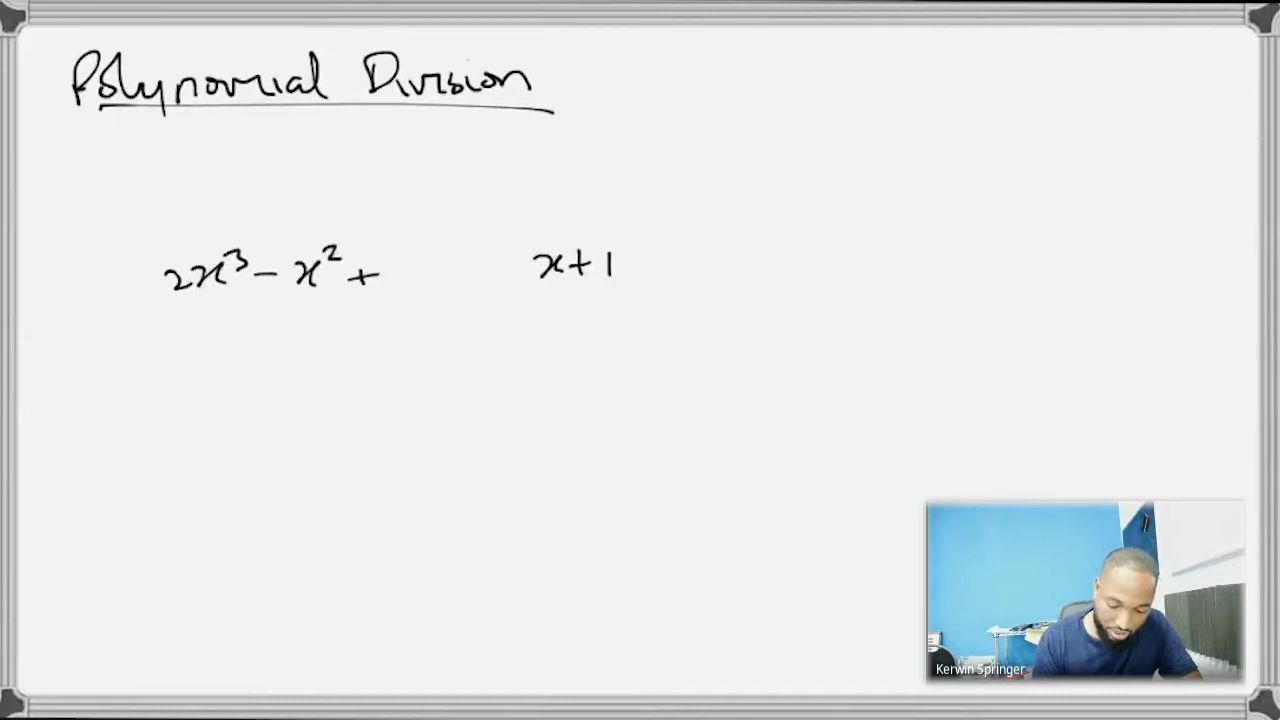 Polynomial Division
2x³ - x² + x + 1
Kerwin Springer